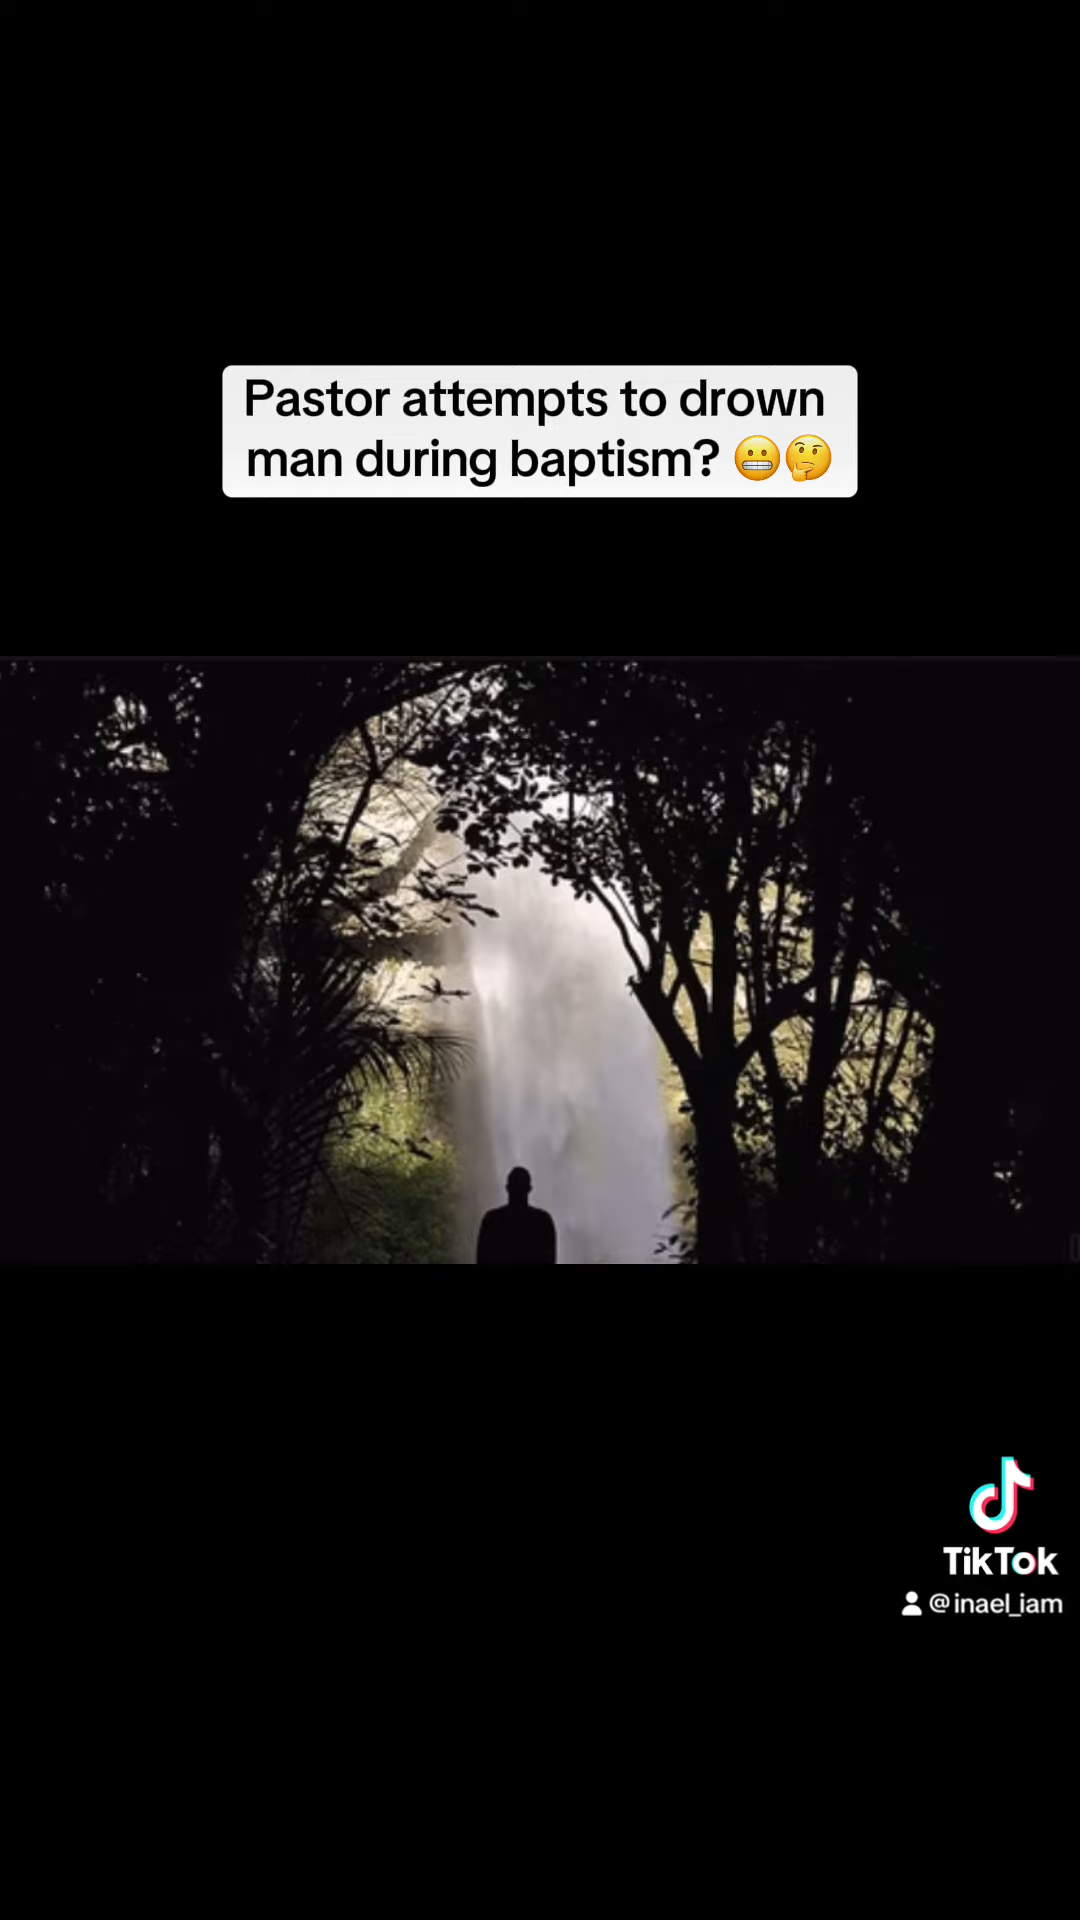 Pastor attempts to drown
man during baptism? 😬🤔
TikTok
@inael_iam